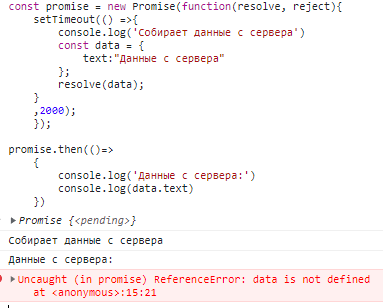 const promise = new Promise(function(resolve, reject){
    setTimeout(() =>{
        console.log('Собирает данные с сервера')
        const data = {
            text:"Данные с сервера"
        };
        resolve(data);
    }
    ,2000);
    });

promise.then(()=>
    {
        console.log('Данные с сервера:')
        console.log(data.text)
    })
▶ Promise {<pending>}
Собирает данные с сервера
Данные с сервера:
▶ Uncaught (in promise) ReferenceError: data is not defined
    at <anonymous>:15:21